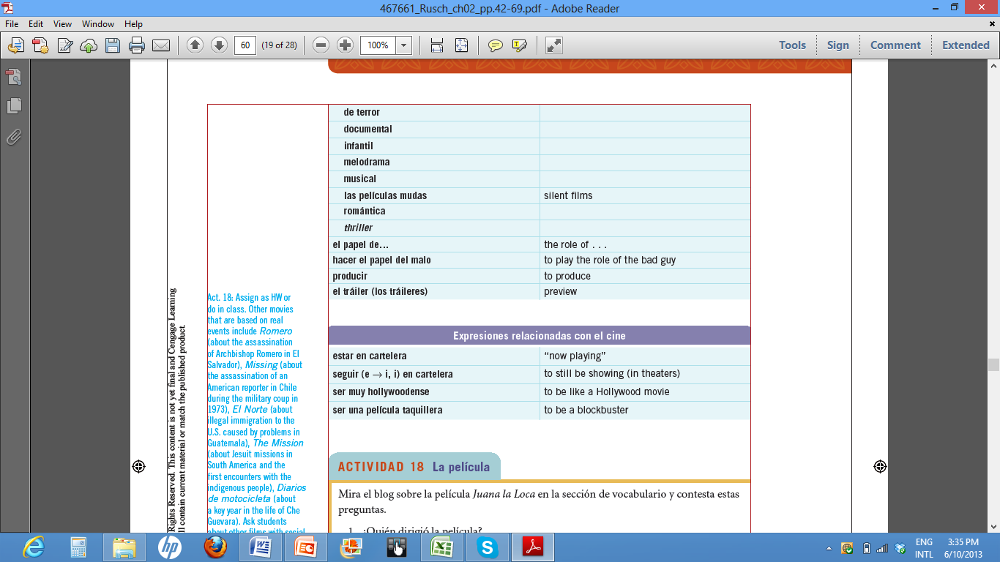 467661_Rusch_ch02_pp.42-69.pdf - Adobe Reader
File Edit View Window Help
60 (19 of 28) 100% Tools Sign Comment Extended
de terror
documental
infantil
melodrama
musical
las películas mudas silent films
romántica
thriller
el papel de... the role of . . .
hacer el papel del malo to play the role of the bad guy
producir to produce
el tráiler (los tráileres) preview
Expresiones relacionadas con el cine
estar en cartelera “now playing”
seguir (e → i, i) en cartelera to still be showing (in theaters)
ser muy hollywoodense to be like a Hollywood movie
ser una película taquillera to be a blockbuster
ACTIVIDAD 18 La película
Mira el blog sobre la película Juana la Loca en la sección de vocabulario y contesta estas
preguntas.
1. ¿Quién dirigió la película?
Act. 18: Assign as HW or
do in class. Other movies
that are based on real
events include Romero
(about the assassination
of Archbishop Romero in El
Salvador), Missing (about
the assassination of an
American reporter in Chile
during the military coup in
1973), El Norte (about
illegal immigration to the
U.S. caused by problems in
Guatemala), The Mission
(about Jesuit missions in
South America and the
first encounters with the
indigenous people), Diarios
de motocicleta (about
a key year in the life of Che
Guevara). Ask students
about other films with social
Rights Reserved. This content is not yet final and Cengage Learning
ll contain current material or match the published product.
ENG 3:35 PM
INTL 6/10/2013